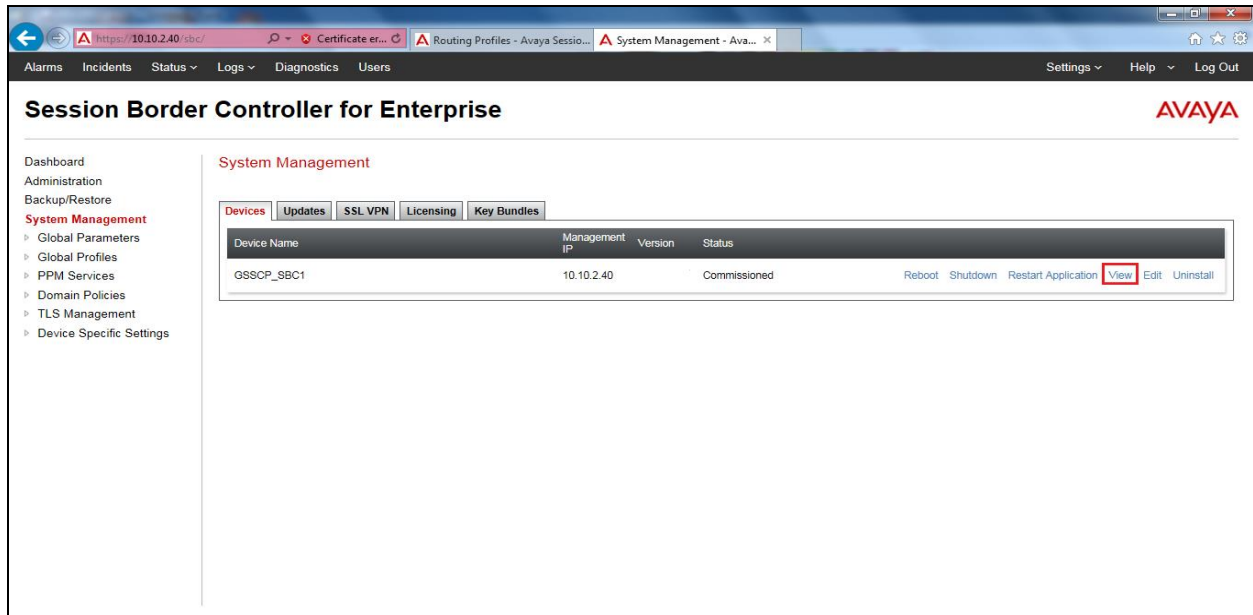 https://10.10.2.40/sbc/ Certificate er... Routing Profiles - Avaya Sessio... System Management - Ava...
Alarms Incidents Status Logs Diagnostics Users Settings Help Log Out
Session Border Controller for Enterprise
AVAYA
Dashboard
Administration
Backup/Restore
System Management
Global Parameters
Global Profiles
PPM Services
Domain Policies
TLS Management
Device Specific Settings
System Management
Devices Updates SSL VPN Licensing Key Bundles
Device Name Management IP Version Status
GSSCP_SBC1 10.10.2.40 Commissioned Reboot Shutdown Restart Application View Edit Uninstall